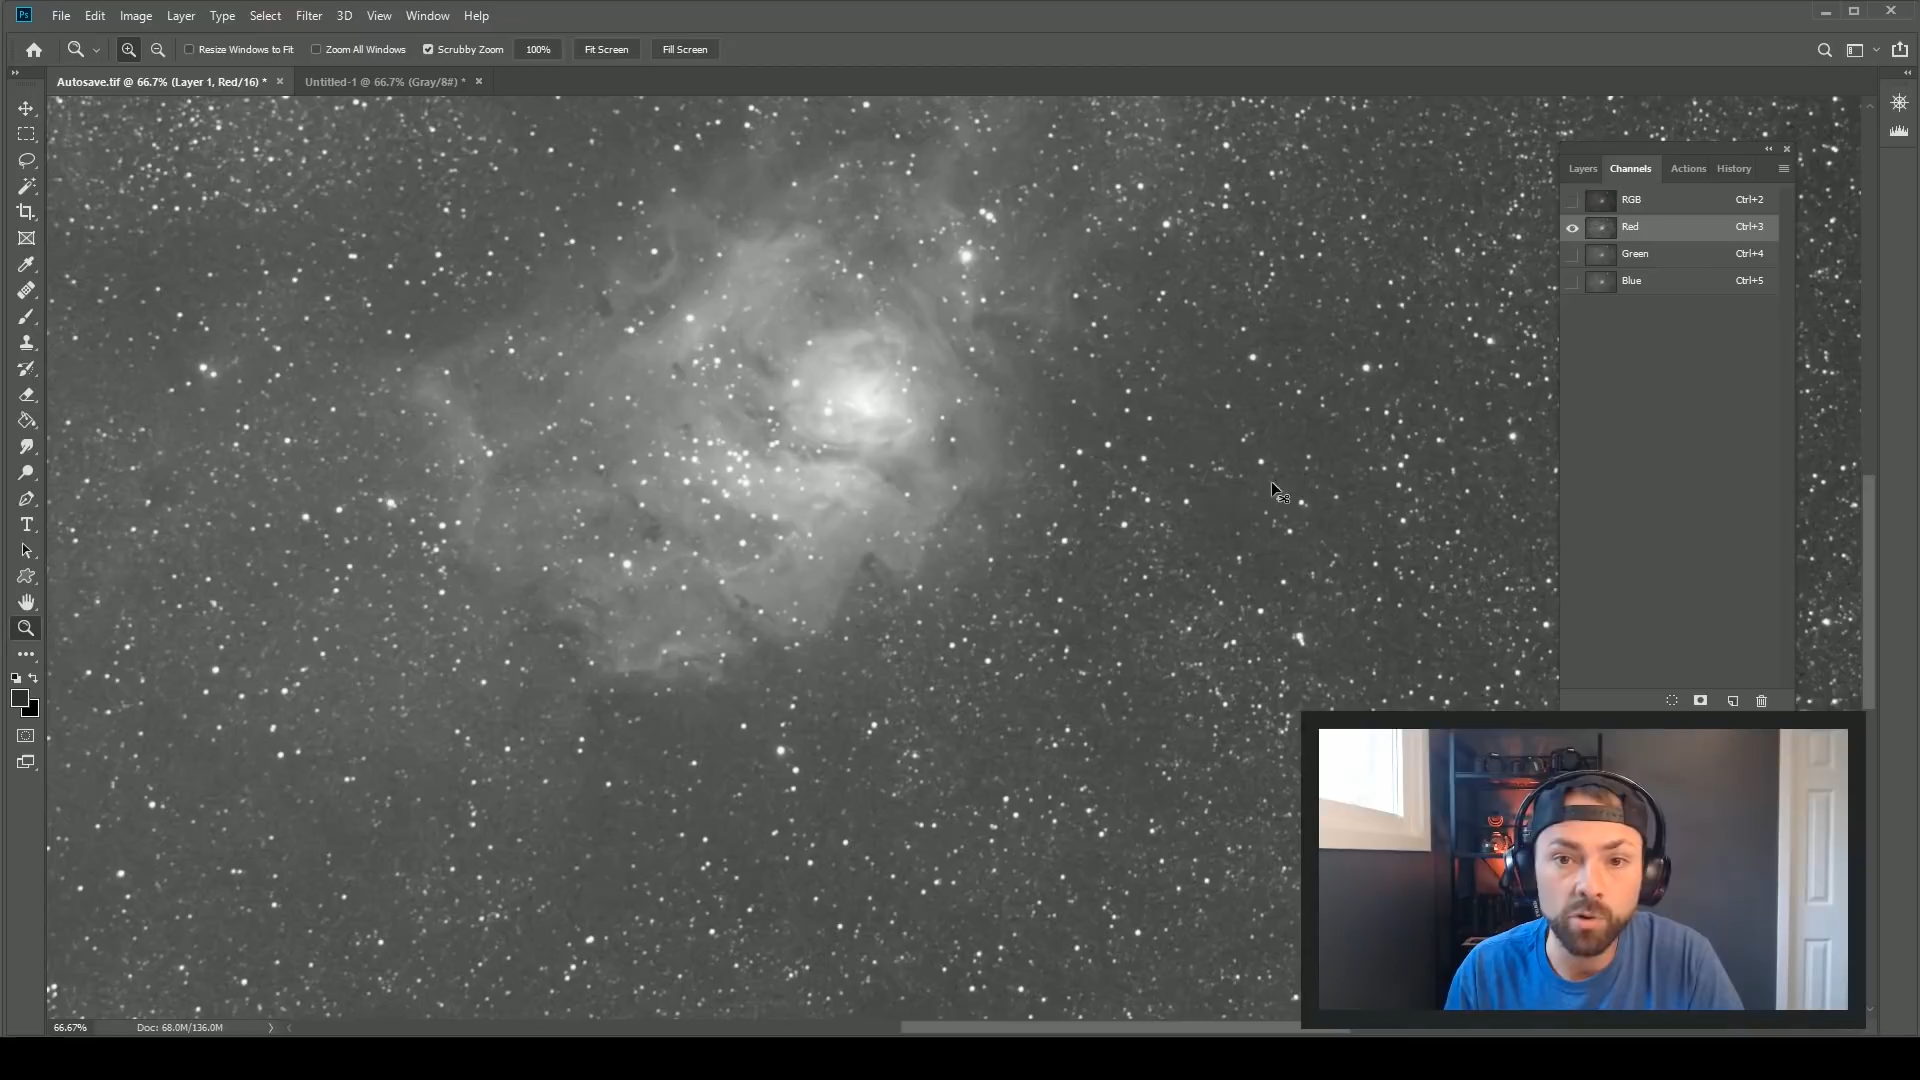 Ps File Edit Image Layer Type Select Filter 3D View Window Help
Resize Windows to Fit Zoom All Windows Scrubby Zoom 100% Fit Screen Fill Screen
Autosave.tif @ 66.7% (Layer 1, Red/16) * Untitled-1 @ 66.7% (Gray/8#) *
Layers Channels Actions History
RGB Ctrl+2
Red Ctrl+3
Green Ctrl+4
Blue Ctrl+5
66.67% Doc: 68.0M/136.0M